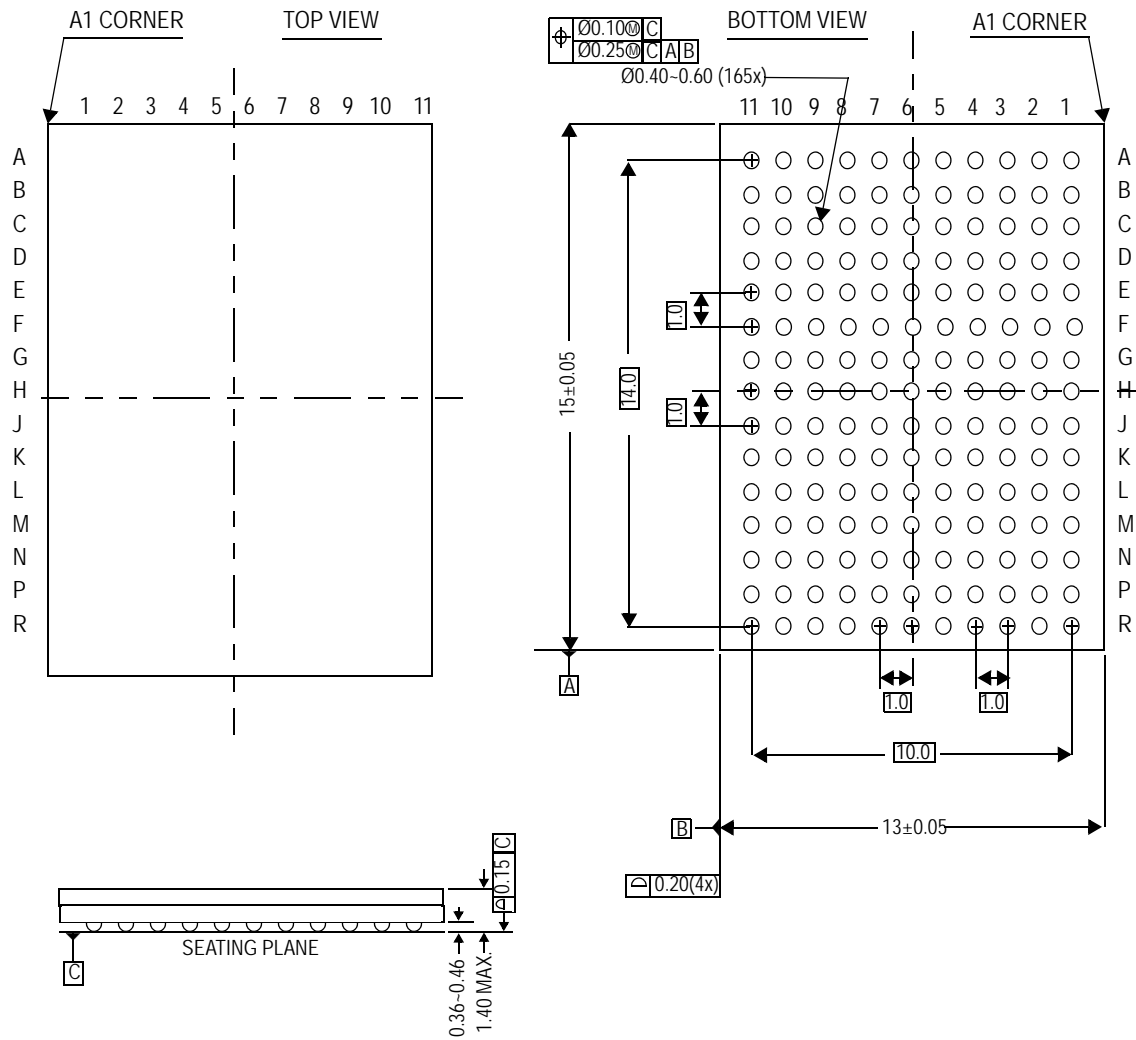 A1 CORNER
TOP VIEW
1 2 3 4 5 6 7 8 9 10 11
A
B
C
D
E
F
G
H
J
K
L
M
N
P
R
Ø0.10Ⓜ C
Ø0.25Ⓜ C A B
Ø0.40~0.60 (165x)
BOTTOM VIEW
A1 CORNER
11 10 9 8 7 6 5 4 3 2 1
A
B
C
D
E
F
G
H
J
K
L
M
N
P
R
15±0.05
14.0
1.0
1.0
A
1.0
1.0
10.0
B
13±0.05
0.20(4x)
0.15 C
SEATING PLANE
C
0.36~0.46
1.40 MAX.